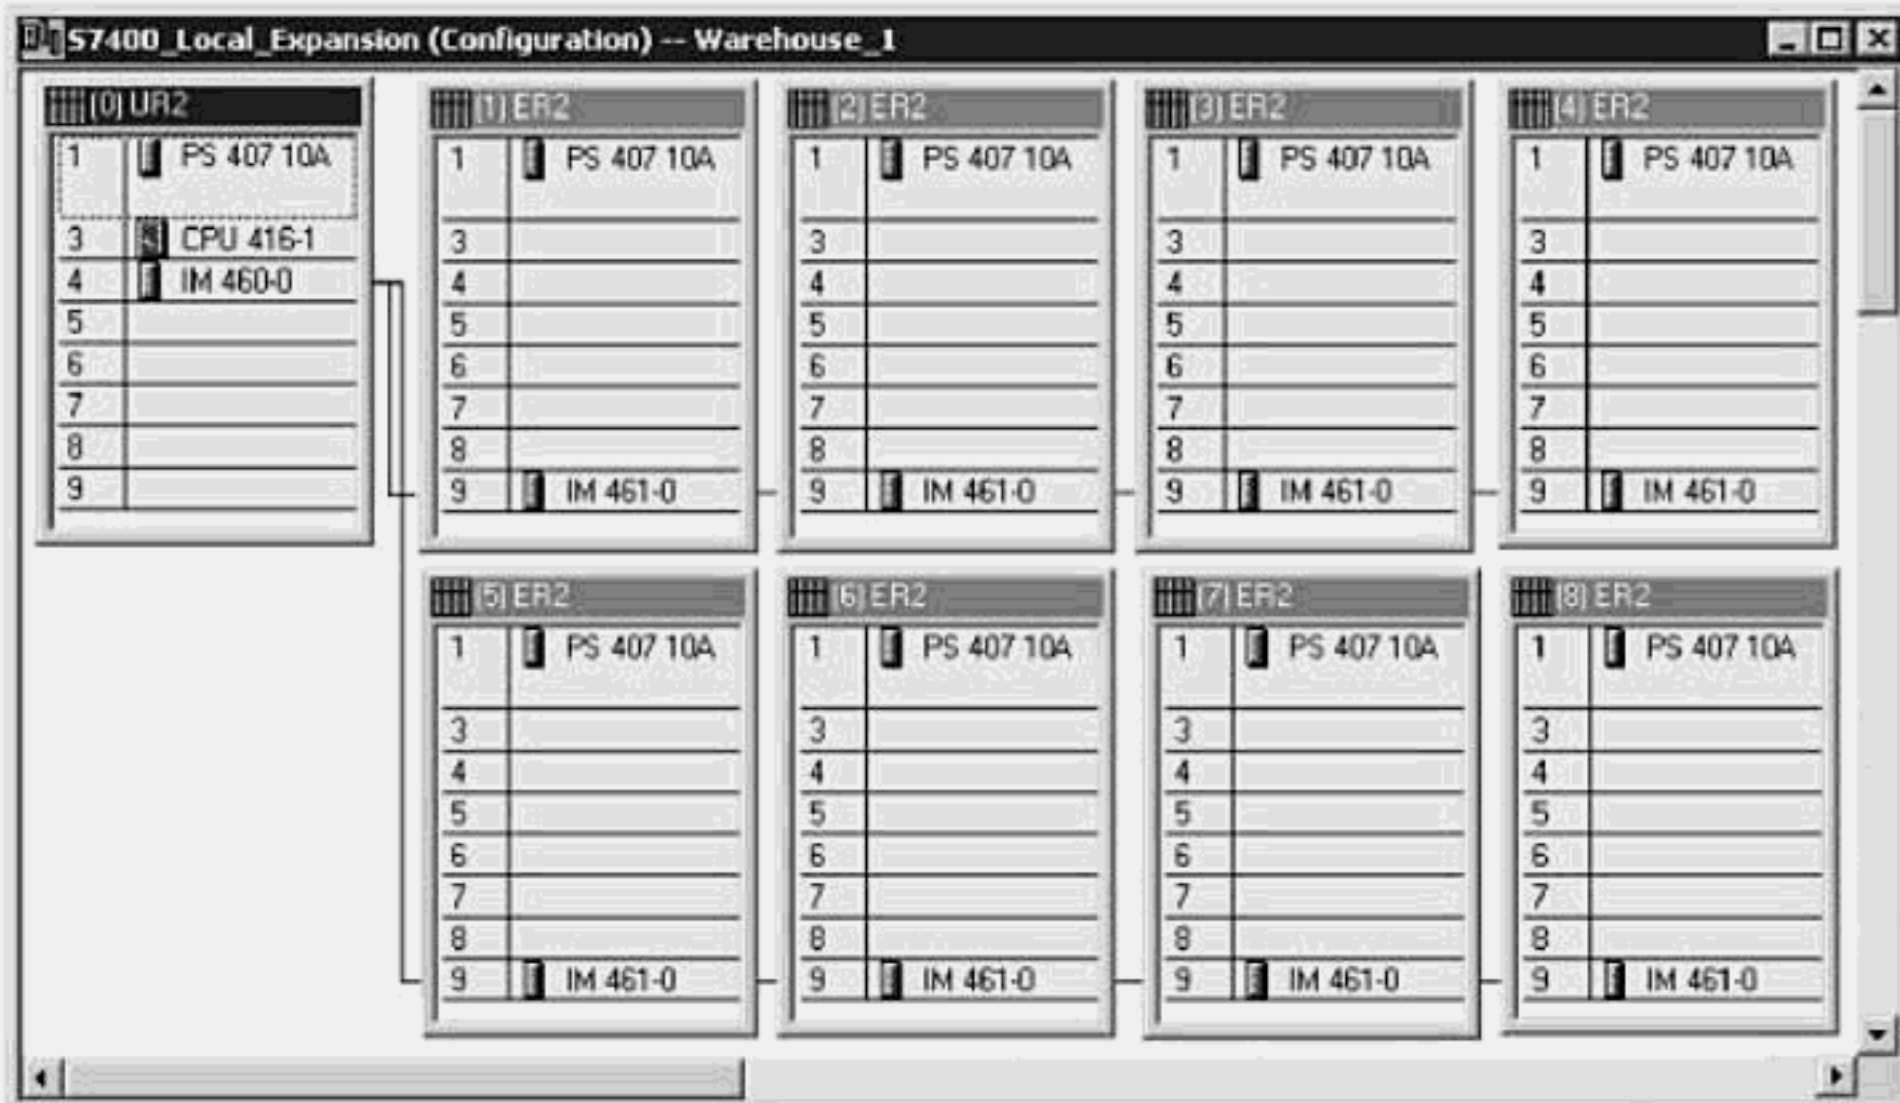 S7400_Local_Expansion (Configuration) -- Warehouse_1
(0) UR2
1 PS 407 10A
3 CPU 416-1
4 IM 460-0
5
6
7
8
9
(1) ER2
1 PS 407 10A
3
4
5
6
7
8
9 IM 461-0
(2) ER2
1 PS 407 10A
3
4
5
6
7
8
9 IM 461-0
(3) ER2
1 PS 407 10A
3
4
5
6
7
8
9 IM 461-0
(4) ER2
1 PS 407 10A
3
4
5
6
7
8
9 IM 461-0
(5) ER2
1 PS 407 10A
3
4
5
6
7
8
9 IM 461-0
(6) ER2
1 PS 407 10A
3
4
5
6
7
8
9 IM 461-0
(7) ER2
1 PS 407 10A
3
4
5
6
7
8
9 IM 461-0
(8) ER2
1 PS 407 10A
3
4
5
6
7
8
9 IM 461-0